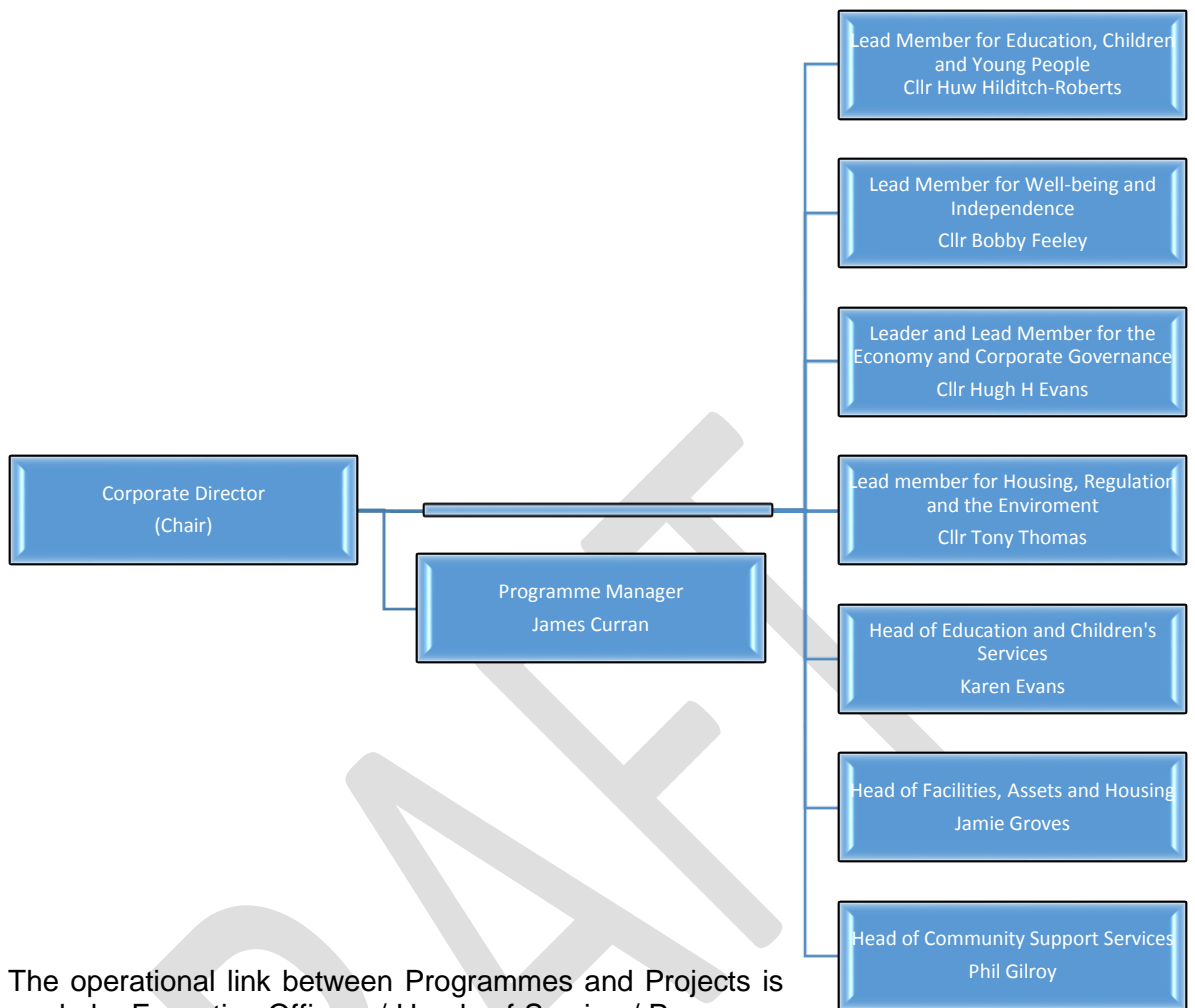 Lead Member for Education, Children
and Young People
Cllr Huw Hilditch-Roberts
Lead Member for Well-being and
Independence
Cllr Bobby Feeley
Leader and Lead Member for the
Economy and Corporate Governance
Cllr Hugh H Evans
Corporate Director
(Chair)
Lead member for Housing, Regulation
and the Enviroment
Cllr Tony Thomas
Programme Manager
James Curran
Head of Education and Children's
Services
Karen Evans
Head of Facilities, Assets and Housing
Jamie Groves
Head of Community Support Services
Phil Gilroy
The operational link between Programmes and Projects is
RAFT